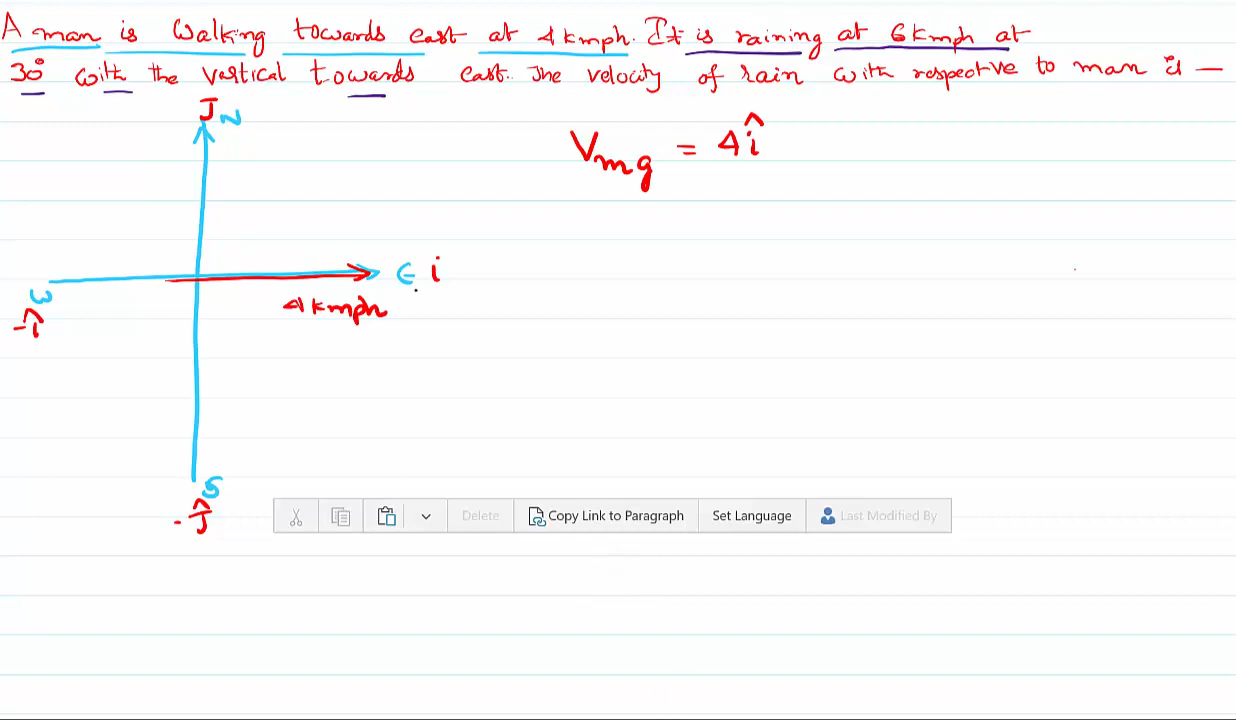 A man is walking towards east at 4 kmph. It is raining at 6 kmph at
30° with the vertical towards east. The velocity of rain with respective to man is —
J N
Vmg = 4î
E i
W
-î
4 kmph
S
-Ĵ
Delete Copy Link to Paragraph Set Language Last Modified By